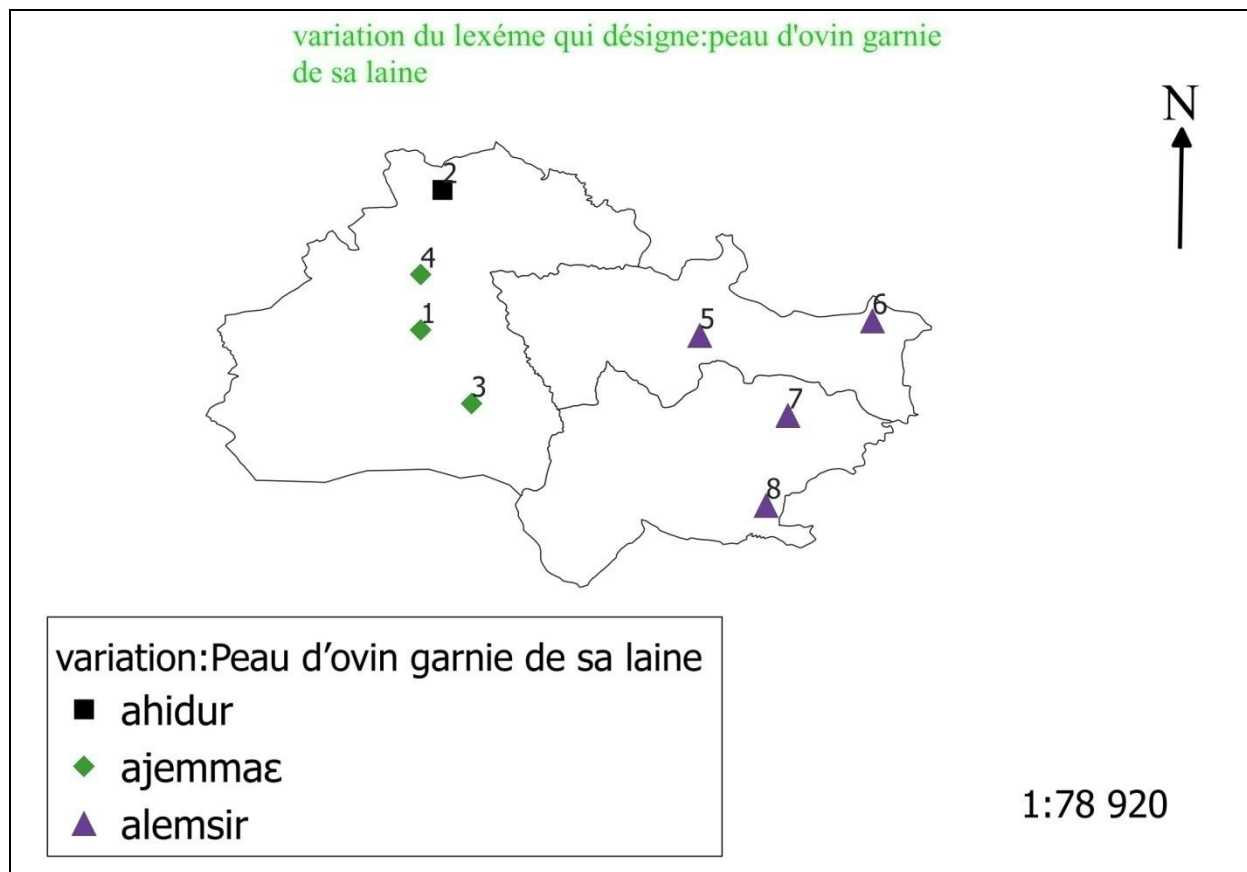 variation du lexéme qui désigne:peau d'ovin garnie
de sa laine
N
2
4
1
3
5
6
7
8
variation:Peau d’ovin garnie de sa laine
ahidur
ajemmaɛ
alemsir
1:78 920